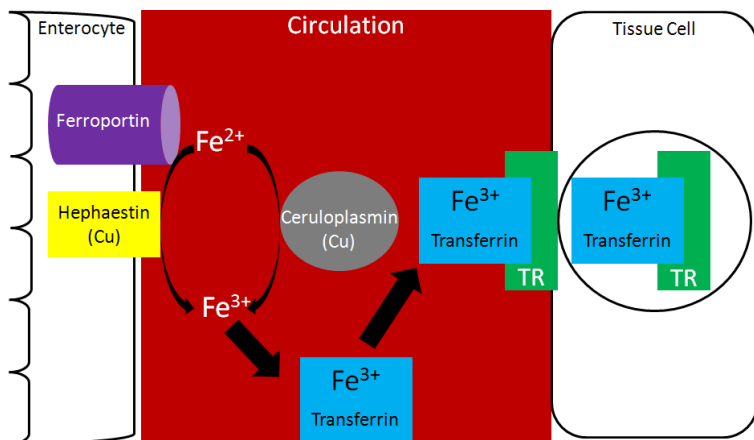 Enterocyte
Circulation
Tissue Cell
Ferroportin
Fe²⁺
Hephaestin
(Cu)
Ceruloplasmin
(Cu)
Fe³⁺
Transferrin
TR
Fe³⁺
Transferrin
TR
Fe³⁺
Fe³⁺
Transferrin